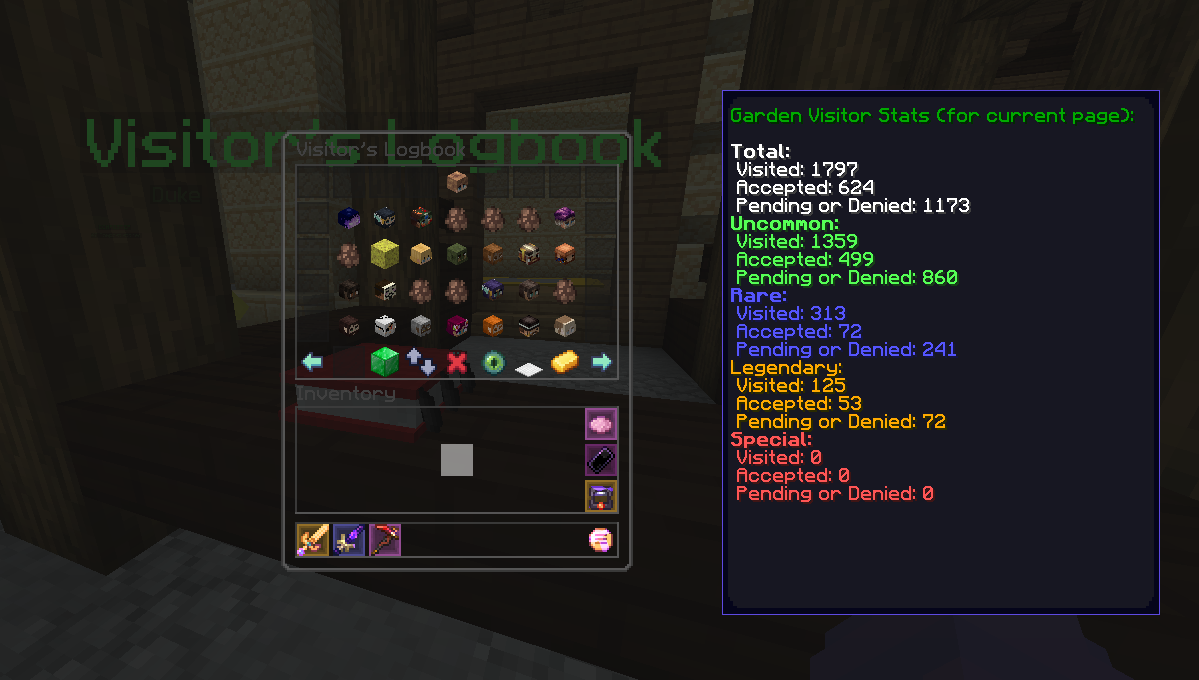 Visitor's Logbook
Visitor's Logbook
Inventory
Garden Visitor Stats (for current page):
Total:
Visited: 1797
Accepted: 624
Pending or Denied: 1173
Uncommon:
Visited: 1359
Accepted: 499
Pending or Denied: 860
Rare:
Visited: 313
Accepted: 72
Pending or Denied: 241
Legendary:
Visited: 125
Accepted: 53
Pending or Denied: 72
Special:
Visited: 0
Accepted: 0
Pending or Denied: 0